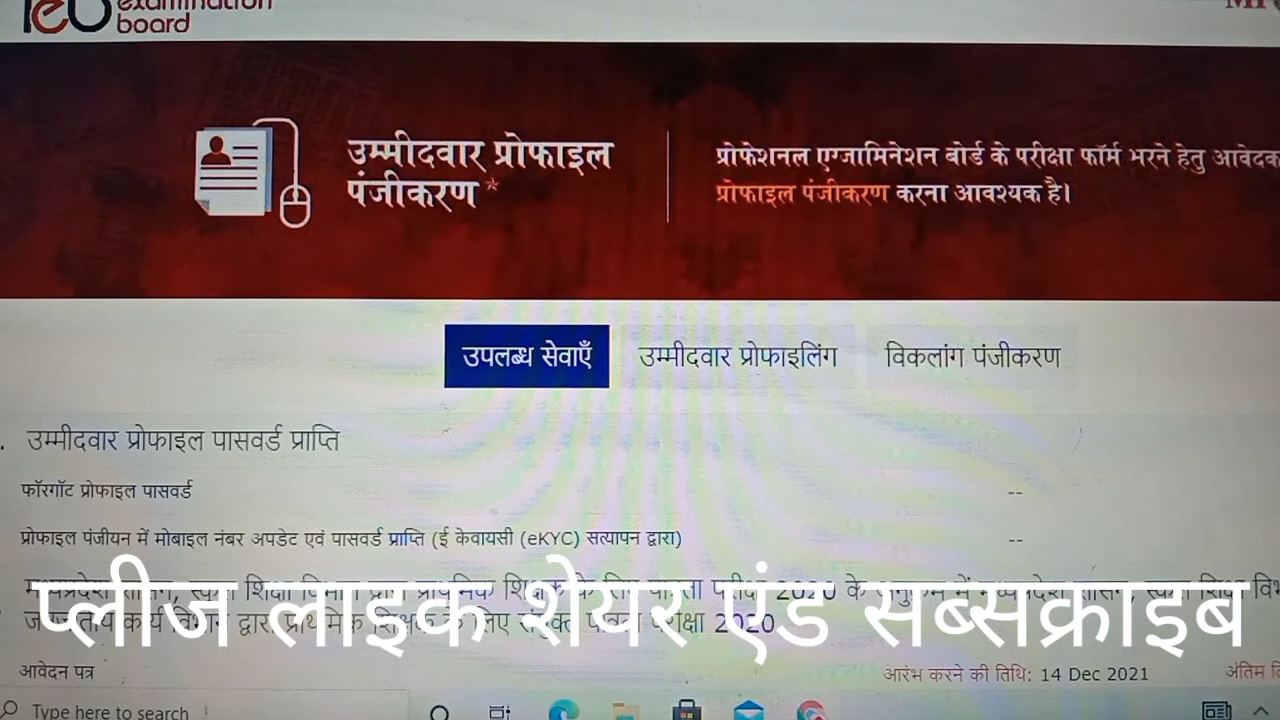 examination
board
उम्मीदवार प्रोफाइल
पंजीकरण *
प्रोफेशनल एग्जामिनेशन बोर्ड के परीक्षा फॉर्म भरने हेतु आवेदक
प्रोफाइल पंजीकरण करना आवश्यक है।
उपलब्ध सेवाएँ उम्मीदवार प्रोफाइलिंग विकलांग पंजीकरण
उम्मीदवार प्रोफाइल पासवर्ड प्राप्ति
फॉरगॉट प्रोफाइल पासवर्ड --
प्रोफाइल पंजीयन में मोबाइल नंबर अपडेट एवं पासवर्ड प्राप्ति (ई केवायसी (eKYC) सत्यापन द्वारा) --
शिक्षा 2020 के
द्वारा, लिए परीक्षा 2020
प्लीज लाइक शेयर एंड सब्सक्राइब
आवेदन पत्र आरंभ करने की तिथि: 14 Dec 2021 अंतिम
Type here to search